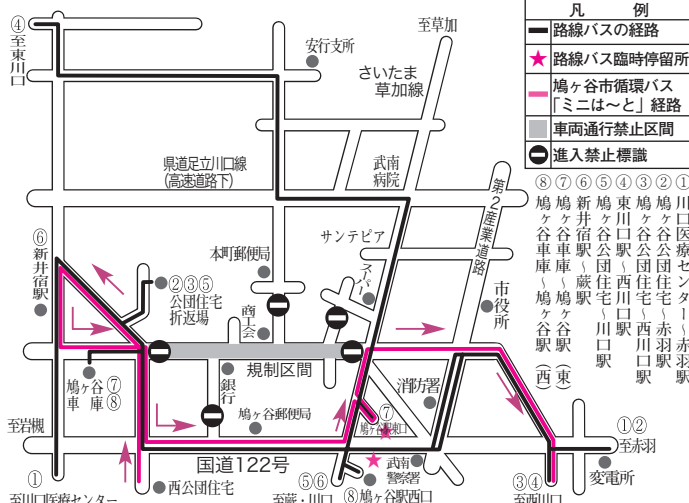 凡 例
路線バスの経路
路線バス臨時停留所
鳩ヶ谷市循環バス
「ミニは〜と」経路
車両通行禁止区間
進入禁止標識
①川口医療センター〜赤羽駅
②鳩ヶ谷公団住宅〜赤羽駅
③鳩ヶ谷公団住宅〜西川口駅
④東川口駅〜西川口駅
⑤鳩ヶ谷公団住宅〜川口駅
⑥新井宿駅〜蕨駅
⑦鳩ヶ谷車庫〜鳩ヶ谷駅(東)
⑧鳩ヶ谷車庫〜鳩ヶ谷駅(西)
④至東川口
安行支所
至草加
さいたま
草加線
県道足立川口線
(高速道路下)
武南
病院
第2産業道路
サンテピア
スーパー
⑥新井宿駅
本町郵便局
②③⑤
公団住宅
折返場
商工会
市役所
規制区間
鳩ヶ谷
車庫
⑦
⑧
銀行
消防署
鳩ヶ谷郵便局
⑦
鳩ヶ谷駅東口
至岩槻
①②
至赤羽
国道122号
武南
警察署
変電所
①
至川口医療センター
西公団住宅
⑤⑥
至蕨・川口
⑧鳩ヶ谷駅西口
③④
至西川口